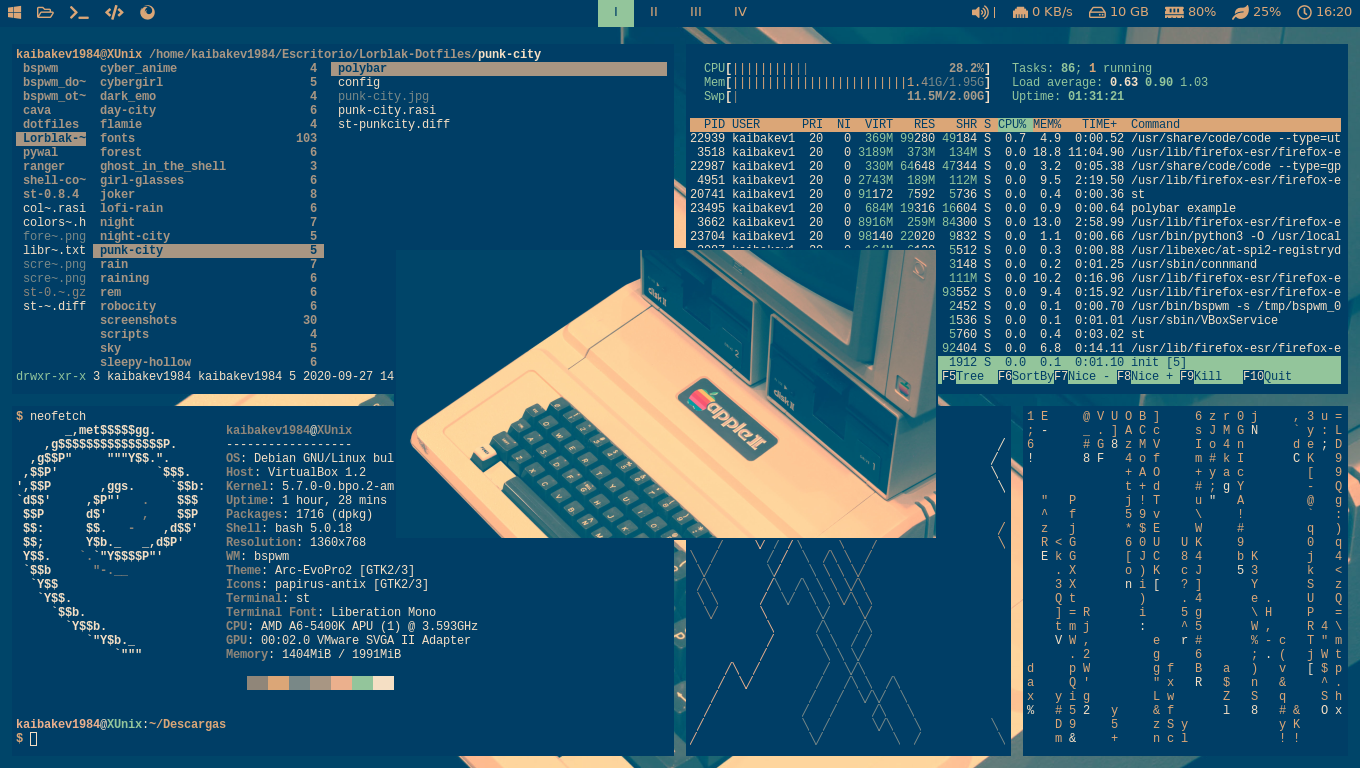 I II III IV | 0 KB/s 10 GB 80% 25% 16:20
kaibakev1984@XUnix /home/kaibakev1984/Escritorio/Lorblak-Dotfiles/punk-city
bspwm cyber_anime 4 polybar
bspwm_do~ cybergirl 5 config
bspwm_ot~ dark_emo 4 punk-city.jpg
cava day-city 6 punk-city.rasi
dotfiles flamie 4 st-punkcity.diff
Lorblak-~ fonts 103
pywal forest 6
ranger ghost_in_the_shell 3
shell-co~ girl-glasses 6
st-0.8.4 joker 8
col~.rasi lofi-rain 6
colors~.h night 7
fore~.png night-city 5
libr~.txt punk-city 5
scre~.png rain 7
scre~.png raining 6
st-0.~.gz rem 6
st-~.diff robocity 6
screenshots 30
scripts 4
sky 5
sleepy-hollow 6
drwxr-xr-x 3 kaibakev1984 kaibakev1984 5 2020-09-27 14
CPU[||||||||||| 28.2%] Tasks: 86; 1 running
Mem[|||||||||||||||||||||||||1.41G/1.95G] Load average: 0.63 0.90 1.03
Swp[| 11.5M/2.00G] Uptime: 01:31:21
PID USER PRI NI VIRT RES SHR S CPU% MEM% TIME+ Command
22939 kaibakev1 20 0 369M 99280 49184 S 0.7 4.9 0:00.52 /usr/share/code/code --type=ut
3518 kaibakev1 20 0 3189M 373M 134M S 0.0 18.8 11:04.90 /usr/lib/firefox-esr/firefox-e
22987 kaibakev1 20 0 330M 64648 47344 S 0.0 3.2 0:05.38 /usr/share/code/code --type=gp
4951 kaibakev1 20 0 2743M 189M 112M S 0.0 9.5 2:19.50 /usr/lib/firefox-esr/firefox-e
20741 kaibakev1 20 0 91172 7592 5736 S 0.0 0.4 0:00.36 st
23495 kaibakev1 20 0 684M 19316 16604 S 0.0 0.9 0:00.64 polybar example
3662 kaibakev1 20 0 8916M 259M 84300 S 0.0 13.0 2:58.99 /usr/lib/firefox-esr/firefox-e
23704 kaibakev1 20 0 98140 22020 9832 S 0.0 1.1 0:00.66 /usr/bin/python3 -O /usr/local
5512 S 0.0 0.3 0:00.88 /usr/libexec/at-spi2-registryd
3148 S 0.0 0.2 0:01.25 /usr/sbin/connmand
111M S 0.0 10.2 0:16.96 /usr/lib/firefox-esr/firefox-e
93552 S 0.0 9.4 0:15.92 /usr/lib/firefox-esr/firefox-e
2452 S 0.0 0.1 0:00.70 /usr/bin/bspwm -s /tmp/bspwm_0
1536 S 0.0 0.1 0:01.01 /usr/sbin/VBoxService
5760 S 0.0 0.4 0:03.02 st
92404 S 0.0 6.8 0:14.11 /usr/lib/firefox-esr/firefox-e
1912 S 0.0 0.1 0:01.10 init [5]
F5Tree F6SortByF7Nice - F8Nice + F9Kill F10Quit
disk II
disk II
apple II
$ neofetch
kaibakev1984@XUnix
------------------
OS: Debian GNU/Linux bul
Host: VirtualBox 1.2
Kernel: 5.7.0-0.bpo.2-am
Uptime: 1 hour, 28 mins
Packages: 1716 (dpkg)
Shell: bash 5.0.18
Resolution: 1360x768
WM: bspwm
Theme: Arc-EvoPro2 [GTK2/3]
Icons: papirus-antix [GTK2/3]
Terminal: st
Terminal Font: Liberation Mono
CPU: AMD A6-5400K APU (1) @ 3.593GHz
GPU: 00:02.0 VMware SVGA II Adapter
Memory: 1404MiB / 1991MiB
kaibakev1984@XUnix:~/Descargas
$